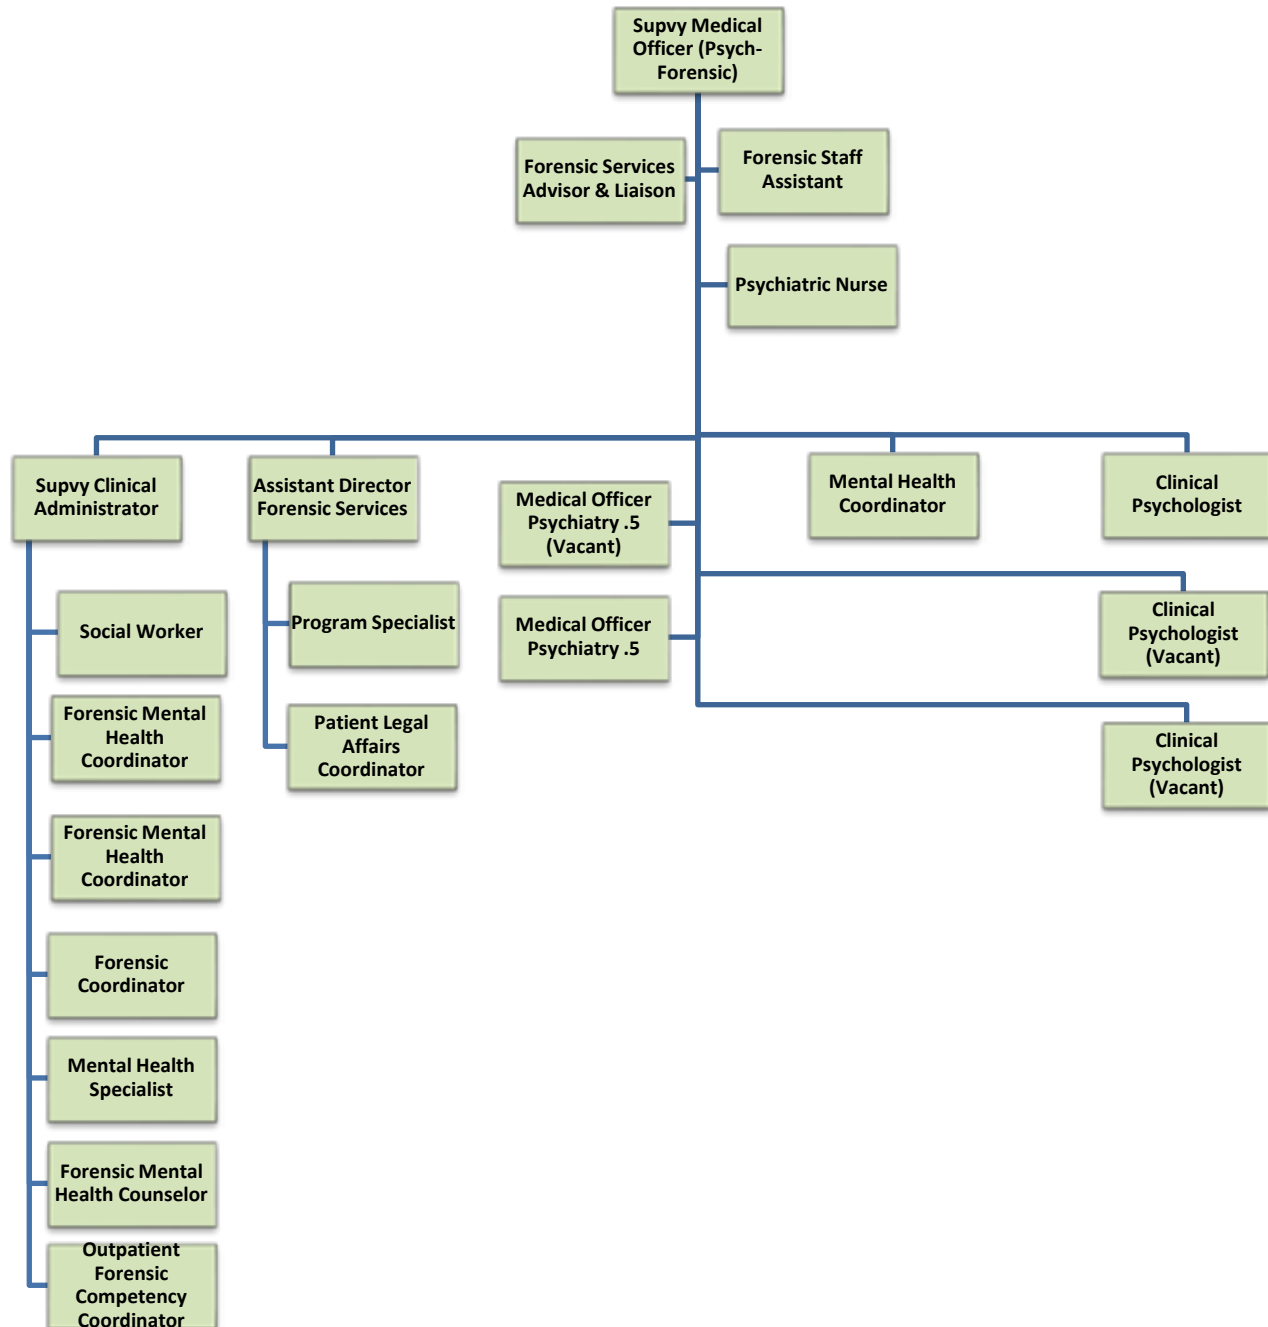 Supvy Medical
Officer (Psych-
Forensic)
Forensic Services
Advisor & Liaison
Forensic Staff
Assistant
Psychiatric Nurse
Supvy Clinical
Administrator
Assistant Director
Forensic Services
Medical Officer
Psychiatry .5
(Vacant)
Mental Health
Coordinator
Clinical
Psychologist
Social Worker
Program Specialist
Medical Officer
Psychiatry .5
Clinical
Psychologist
(Vacant)
Forensic Mental
Health
Coordinator
Patient Legal
Affairs
Coordinator
Clinical
Psychologist
(Vacant)
Forensic Mental
Health
Coordinator
Forensic
Coordinator
Mental Health
Specialist
Forensic Mental
Health Counselor
Outpatient
Forensic
Competency
Coordinator